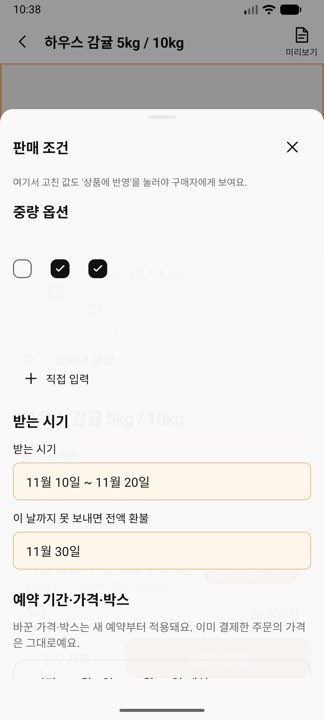 10:38
하우스 감귤 5kg / 10kg
미리보기
판매 조건
여기서 고친 값도 '상품에 반영'을 눌러야 구매자에게 보여요.
중량 옵션
직접 입력
감귤 5kg / 10kg
받는 시기
받는 시기
11월 10일 ~ 11월 20일
이 날까지 못 보내면 전액 환불
11월 30일
예약 기간·가격·박스
바꾼 가격·박스는 새 예약부터 적용돼요. 이미 결제한 주문의 가격
은 그대로예요.